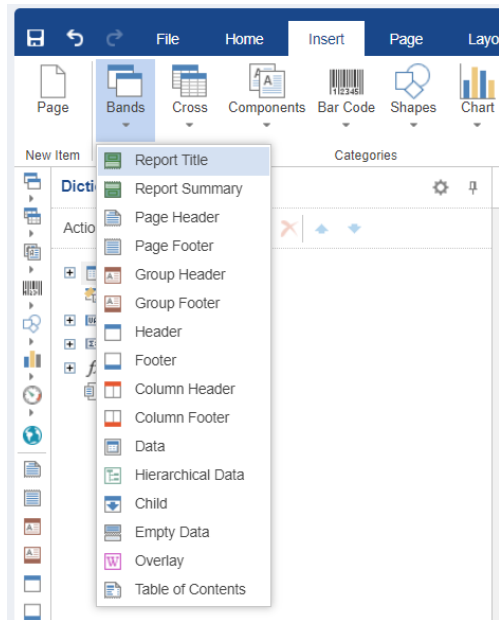 File Home Insert Page Layo
Page Bands Cross Components Bar Code Shapes Chart
New Item Categories
Report Title
Dicti
Report Summary
Page Header
Actio
Page Footer
Group Header
Group Footer
Header
Footer
Column Header
Column Footer
Data
Hierarchical Data
Child
Empty Data
Overlay
Table of Contents